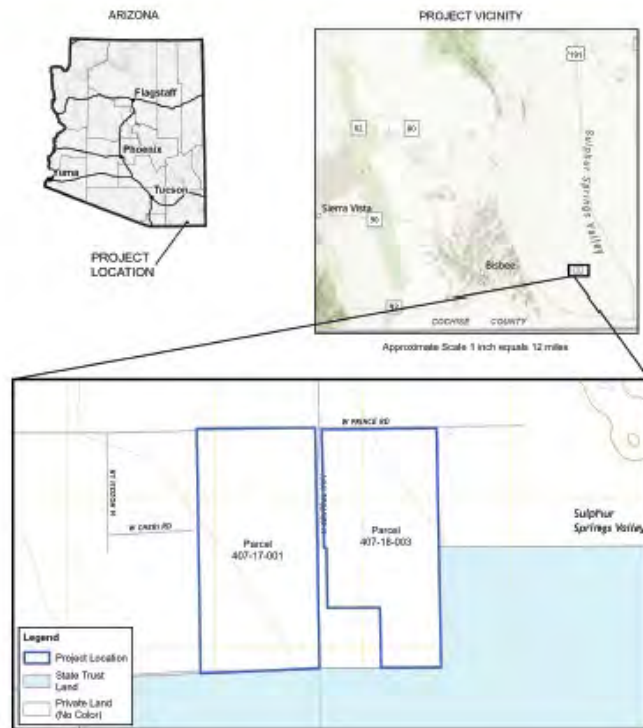 ARIZONA
Flagstaff
Phoenix
Yuma
Tucson
PROJECT
LOCATION
PROJECT VICINITY
191
82
80
Sulphur Springs Valley
Sierra Vista
90
Bisbee
92
COCHISE COUNTY
Approximate Scale 1 inch equals 12 miles
W PRINCE RD
Parcel
407-17-001
Parcel
407-18-003
Sulphur
Springs Valley
Legend
Project Location
State Trust
Land
Private Land
(No Color)